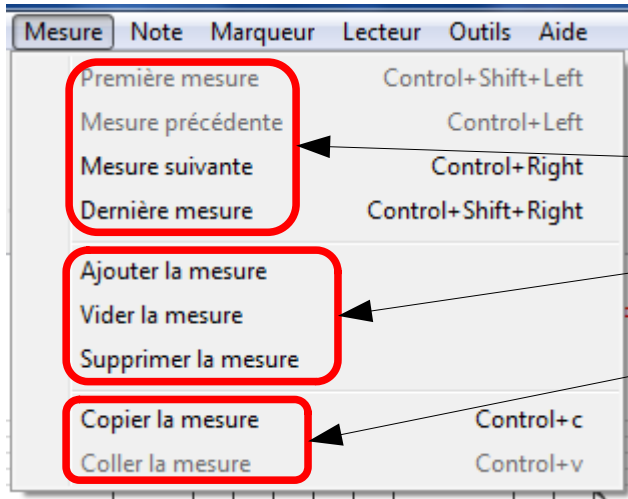 Mesure Note Marqueur Lecteur Outils Aide
Première mesure Control+Shift+Left
Mesure précédente Control+Left
Mesure suivante Control+Right
Dernière mesure Control+Shift+Right
Ajouter la mesure
Vider la mesure
Supprimer la mesure
Copier la mesure Control+c
Coller la mesure Control+v